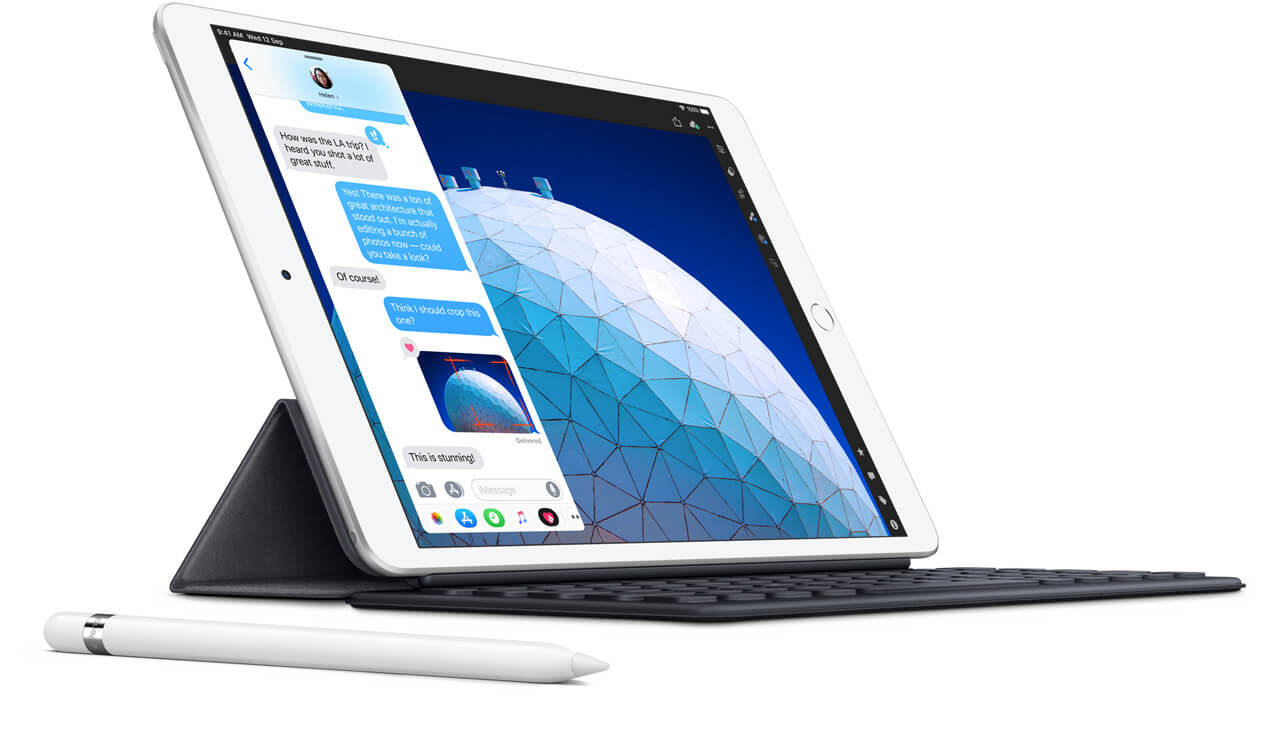 9:41 AM Wed 12 Sep
100%
Helen
How was the LA trip? I
heard you shot a lot of
great stuff.
Yes! There was a ton of
great architecture that
stood out. I'm actually
editing a bunch of
photos now — could
you take a look?
Of course!
Think I should crop this
one?
Delivered
This is stunning!
iMessage